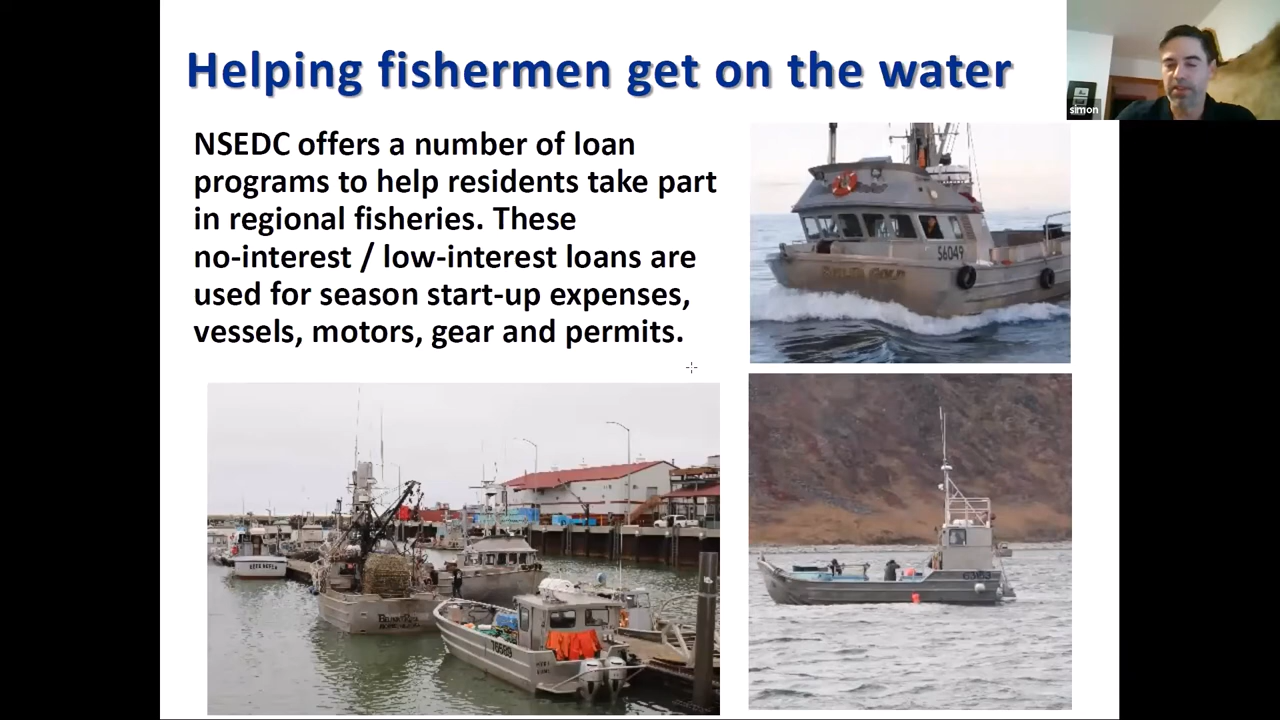 Helping fishermen get on the water
simon
NSEDC offers a number of loan
programs to help residents take part
in regional fisheries. These
no-interest / low-interest loans are
used for season start-up expenses,
vessels, motors, gear and permits.
56049